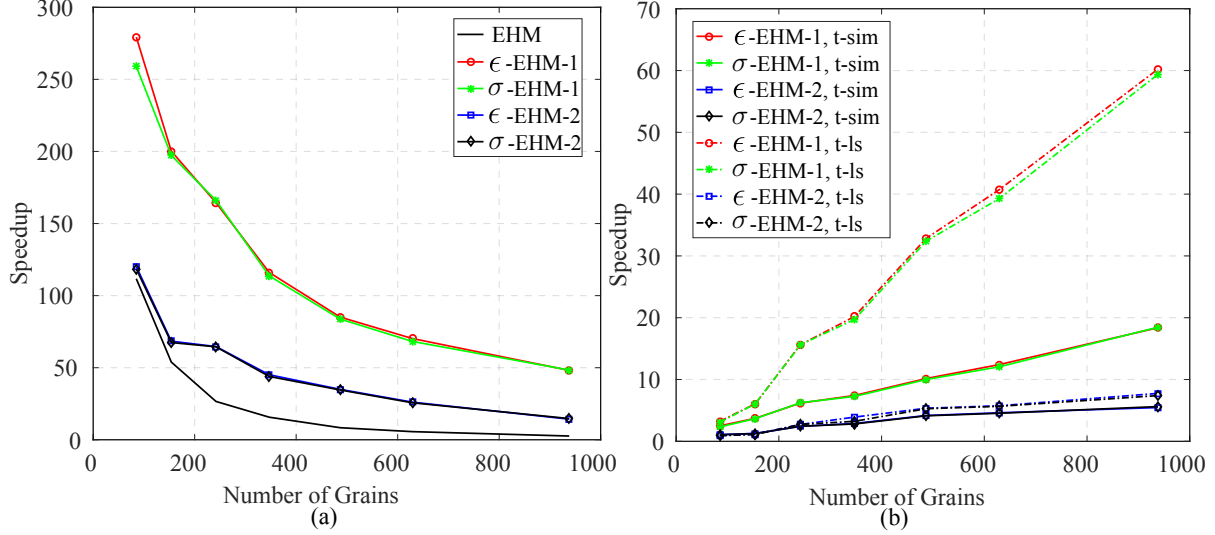 300
250
200
150
100
50
0
Speedup
EHM
ϵ-EHM-1
σ-EHM-1
ϵ-EHM-2
σ-EHM-2
0 200 400 600 800 1000
Number of Grains
(a)
70
60
50
40
30
20
10
0
Speedup
ϵ-EHM-1, t-sim
σ-EHM-1, t-sim
ϵ-EHM-2, t-sim
σ-EHM-2, t-sim
ϵ-EHM-1, t-ls
σ-EHM-1, t-ls
ϵ-EHM-2, t-ls
σ-EHM-2, t-ls
0 200 400 600 800 1000
Number of Grains
(b)